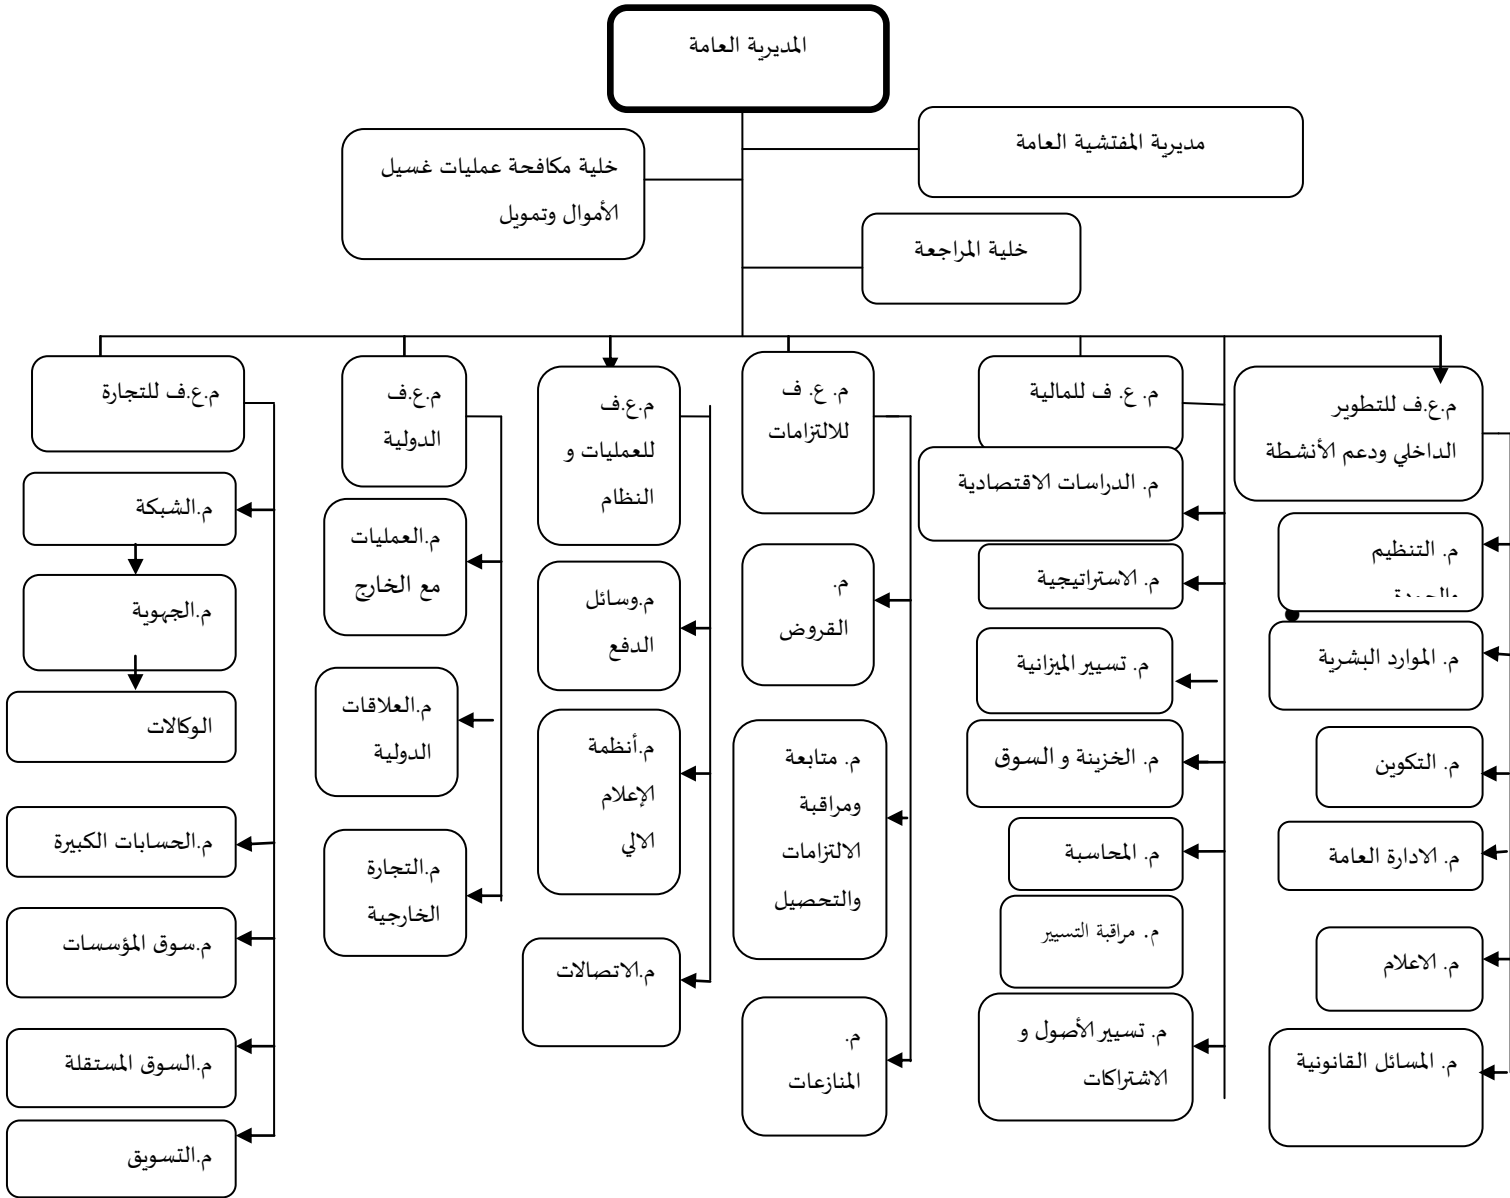 المديرية العامة
مديرية المفتشية العامة
خلية مكافحة عمليات غسيل
الأموال وتمويل
خلية المراجعة
م.ع.ف للتطوير
الداخلي ودعم الأنشطة
م. التنظيم
والجودة
م. الموارد البشرية
م. التكوين
م. الادارة العامة
م. الاعلام
م. المسائل القانونية
م. ع. ف للمالية
م. الدراسات الاقتصادية
م. الاستراتيجية
م. تسيير الميزانية
م. الخزينة و السوق
م. المحاسبة
م. مراقبة التسيير
م. تسيير الأصول و
الاشتراكات
م. ع. ف
للالتزامات
م.
القروض
م. متابعة
ومراقبة
الالتزامات
والتحصيل
م.
المنازعات
م.ع.ف
للعمليات و
النظام
م.وسائل
الدفع
م.أنظمة
الإعلام
الالي
م.الاتصالات
م.ع.ف
الدولية
م.العمليات
مع الخارج
م.العلاقات
الدولية
م.التجارة
الخارجية
م.ع.ف للتجارة
م.الشبكة
م.الجهوية
الوكالات
م.الحسابات الكبيرة
م.سوق المؤسسات
م.السوق المستقلة
م.التسويق